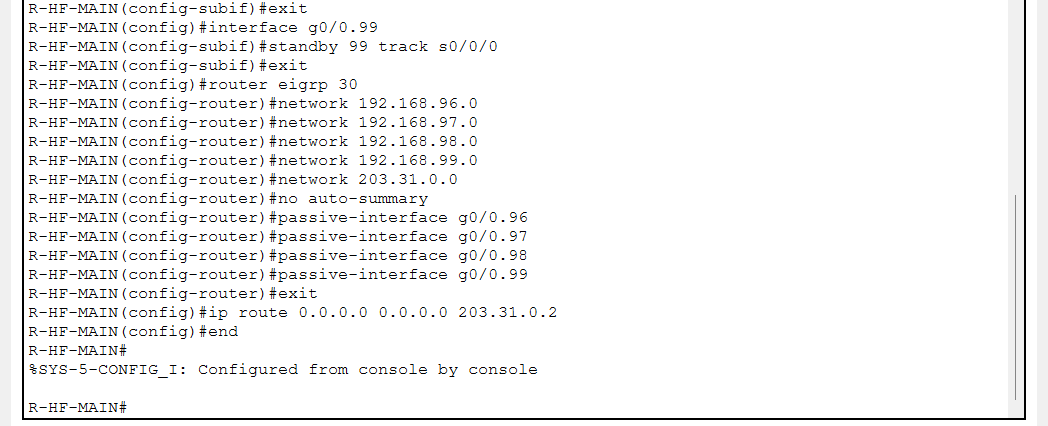 R-HF-MAIN(config-subif)#exit
R-HF-MAIN(config)#interface g0/0.99
R-HF-MAIN(config-subif)#standby 99 track s0/0/0
R-HF-MAIN(config-subif)#exit
R-HF-MAIN(config)#router eigrp 30
R-HF-MAIN(config-router)#network 192.168.96.0
R-HF-MAIN(config-router)#network 192.168.97.0
R-HF-MAIN(config-router)#network 192.168.98.0
R-HF-MAIN(config-router)#network 192.168.99.0
R-HF-MAIN(config-router)#network 203.31.0.0
R-HF-MAIN(config-router)#no auto-summary
R-HF-MAIN(config-router)#passive-interface g0/0.96
R-HF-MAIN(config-router)#passive-interface g0/0.97
R-HF-MAIN(config-router)#passive-interface g0/0.98
R-HF-MAIN(config-router)#passive-interface g0/0.99
R-HF-MAIN(config-router)#exit
R-HF-MAIN(config)#ip route 0.0.0.0 0.0.0.0 203.31.0.2
R-HF-MAIN(config)#end
R-HF-MAIN#
%SYS-5-CONFIG_I: Configured from console by console
R-HF-MAIN#